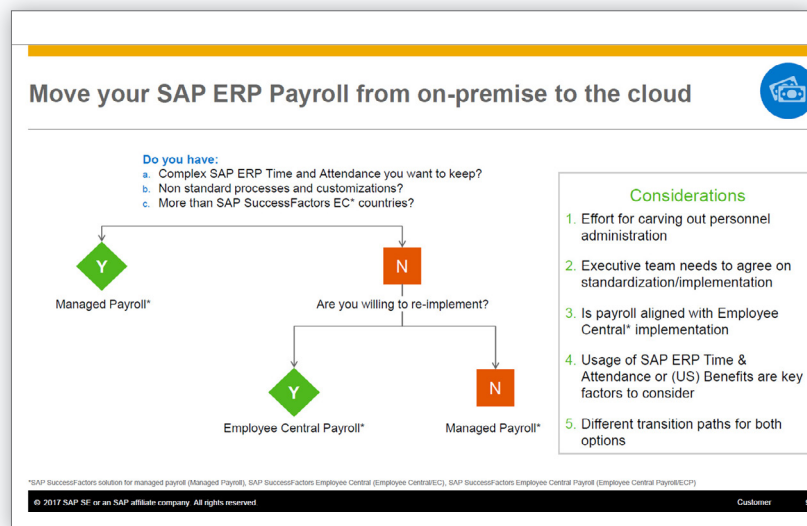 Move your SAP ERP Payroll from on-premise to the cloud
Do you have:
a. Complex SAP ERP Time and Attendance you want to keep?
b. Non standard processes and customizations?
c. More than SAP SuccessFactors EC* countries?
Y
N
Managed Payroll*
Are you willing to re-implement?
Y
N
Employee Central Payroll*
Managed Payroll*
Considerations
1. Effort for carving out personnel
administration
2. Executive team needs to agree on
standardization/implementation
3. Is payroll aligned with Employee
Central* implementation
4. Usage of SAP ERP Time &
Attendance or (US) Benefits are key
factors to consider
5. Different transition paths for both
options
*SAP SuccessFactors solution for managed payroll (Managed Payroll), SAP SuccessFactors Employee Central (Employee Central/EC), SAP SuccessFactors Employee Central Payroll (Employee Central Payroll/ECP)
© 2017 SAP SE or an SAP affiliate company. All rights reserved.
Customer